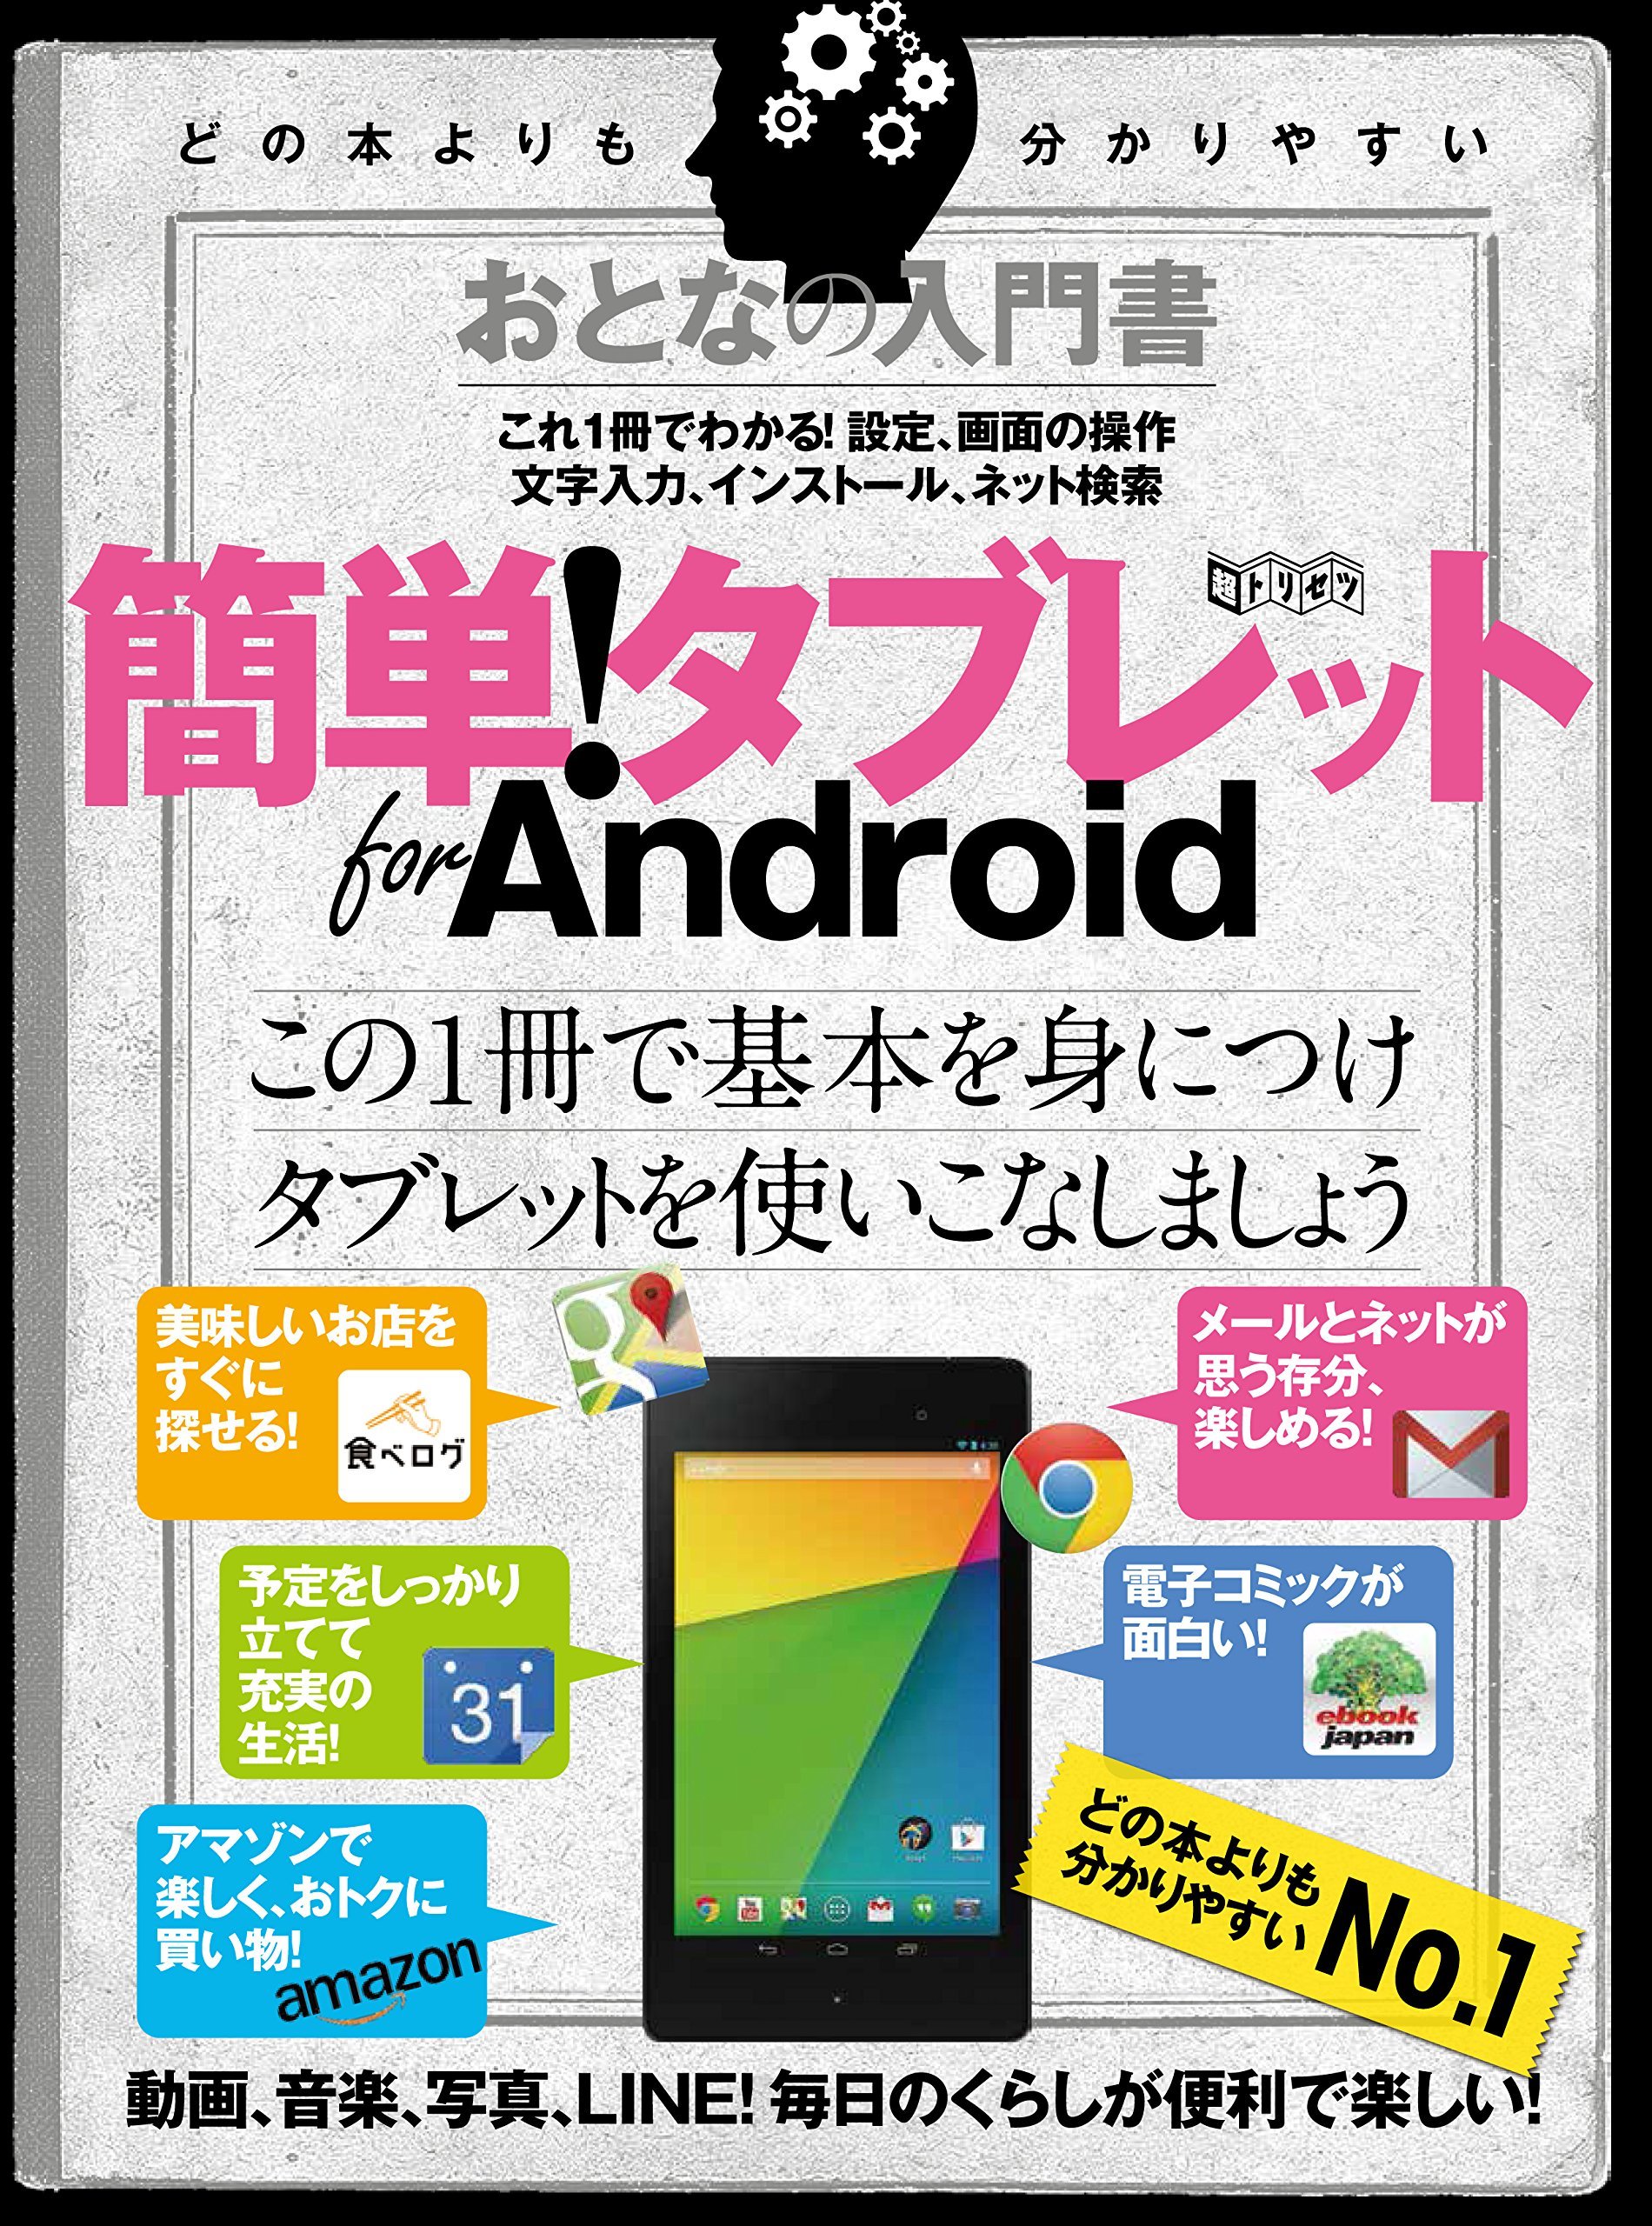 どの本よりも 分かりやすい
おとなの入門書
これ1冊でわかる!設定、画面の操作
文字入力、インストール、ネット検索
超トリセツ
簡単!タブレット
for Android
この1冊で基本を身につけ
タブレットを使いこなしましょう
美味しいお店を
すぐに
探せる!
食べログ
g
メールとネットが
思う存分、
楽しめる!
予定をしっかり
立てて
充実の
生活!
31
電子コミックが
面白い!
ebook
japan
アマゾンで
楽しく、おトクに
買い物!
amazon
どの本よりも
分かりやすい
No.1
動画、音楽、写真、LINE!毎日のくらしが便利で楽しい!